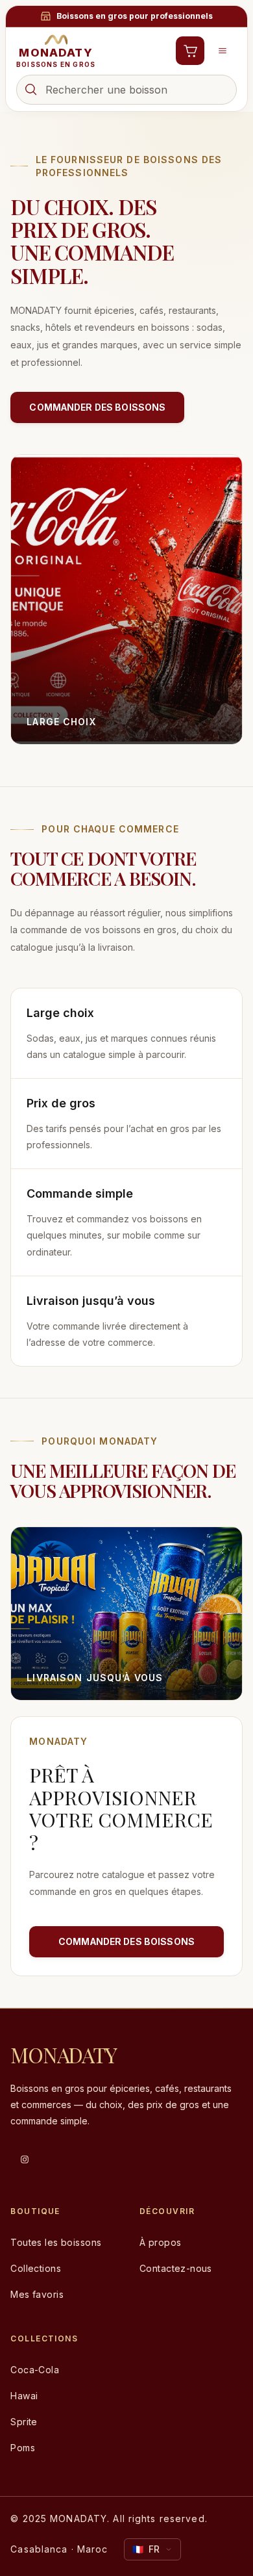 Boissons en gros pour professionnels
MONADATY
BOISSONS EN GROS
Rechercher une boisson
LE FOURNISSEUR DE BOISSONS DES
PROFESSIONNELS
DU CHOIX. DES
PRIX DE GROS.
UNE COMMANDE
SIMPLE.
MONADATY fournit épiceries, cafés, restaurants,
snacks, hôtels et revendeurs en boissons : sodas,
eaux, jus et grandes marques, avec un service simple
et professionnel.
COMMANDER DES BOISSONS
Coca-Cola
ORIGINAL
UNIQUE
1886.
ICONIQUE
COLLECTION
GOÛT ORIGINAL
LARGE CHOIX
POUR CHAQUE COMMERCE
TOUT CE DONT VOTRE
COMMERCE A BESOIN.
Du dépannage au réassort régulier, nous simplifions
la commande de vos boissons en gros, du choix du
catalogue jusqu’à la livraison.
Large choix
Sodas, eaux, jus et marques connues réunis
dans un catalogue simple à parcourir.
Prix de gros
Des tarifs pensés pour l’achat en gros par les
professionnels.
Commande simple
Trouvez et commandez vos boissons en
quelques minutes, sur mobile comme sur
ordinateur.
Livraison jusqu’à vous
Votre commande livrée directement à
l’adresse de votre commerce.
POURQUOI MONADATY
UNE MEILLEURE FAÇON DE
VOUS APPROVISIONNER.
HAWAI
Tropical
UN MAX
DE PLAISIR !
HAWAI
Tropical
LIVRAISON JUSQU’À VOUS
MONADATY
PRÊT À
APPROVISIONNER
VOTRE COMMERCE
?
Parcourez notre catalogue et passez votre
commande en gros en quelques étapes.
COMMANDER DES BOISSONS
MONADATY
Boissons en gros pour épiceries, cafés, restaurants
et commerces — du choix, des prix de gros et une
commande simple.
BOUTIQUE
Toutes les boissons
Collections
Mes favoris
DÉCOUVRIR
À propos
Contactez-nous
COLLECTIONS
Coca-Cola
Hawai
Sprite
Poms
© 2025 MONADATY. All rights reserved.
Casablanca · Maroc
FR